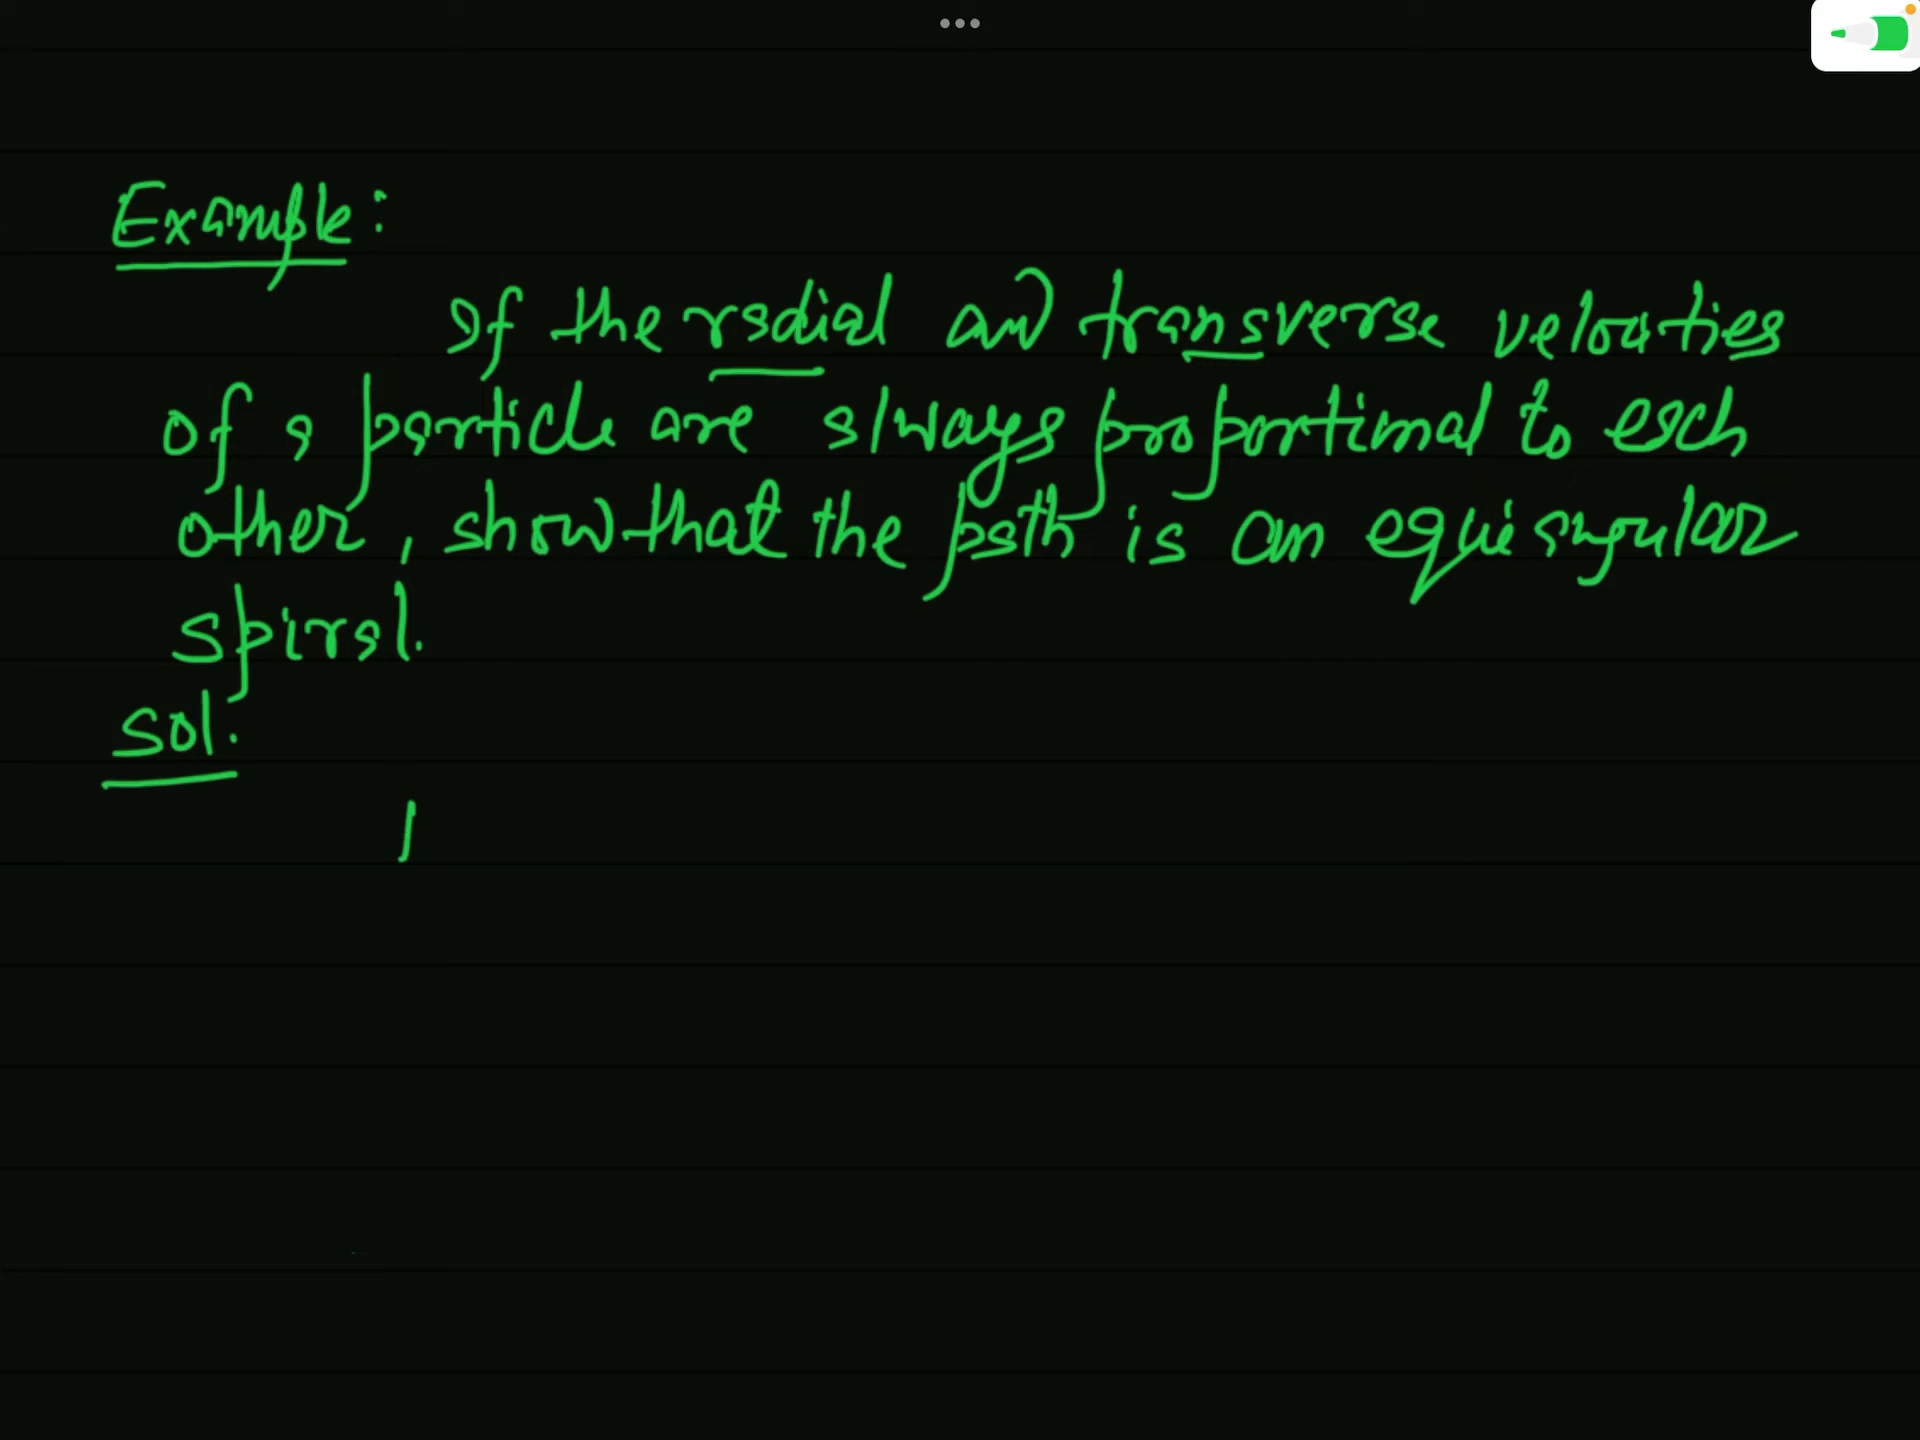 Example:
If the radial and transverse velocities
of a particle are always proportional to each
other, show that the path is an equiangular
spiral.
Sol.